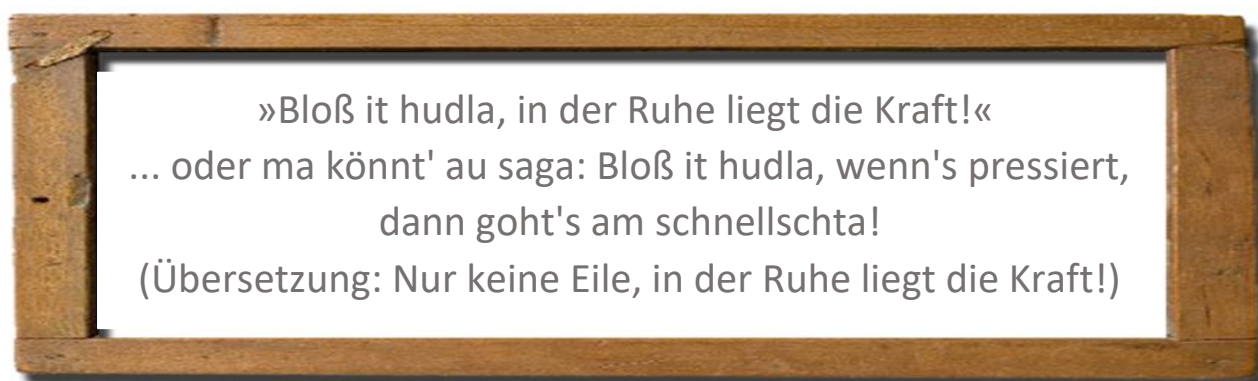 »Bloß it hudla, in der Ruhe liegt die Kraft!«
... oder ma könnt' au saga: Bloß it hudla, wenn's pressiert,
dann goht's am schnellschta!
(Übersetzung: Nur keine Eile, in der Ruhe liegt die Kraft!)